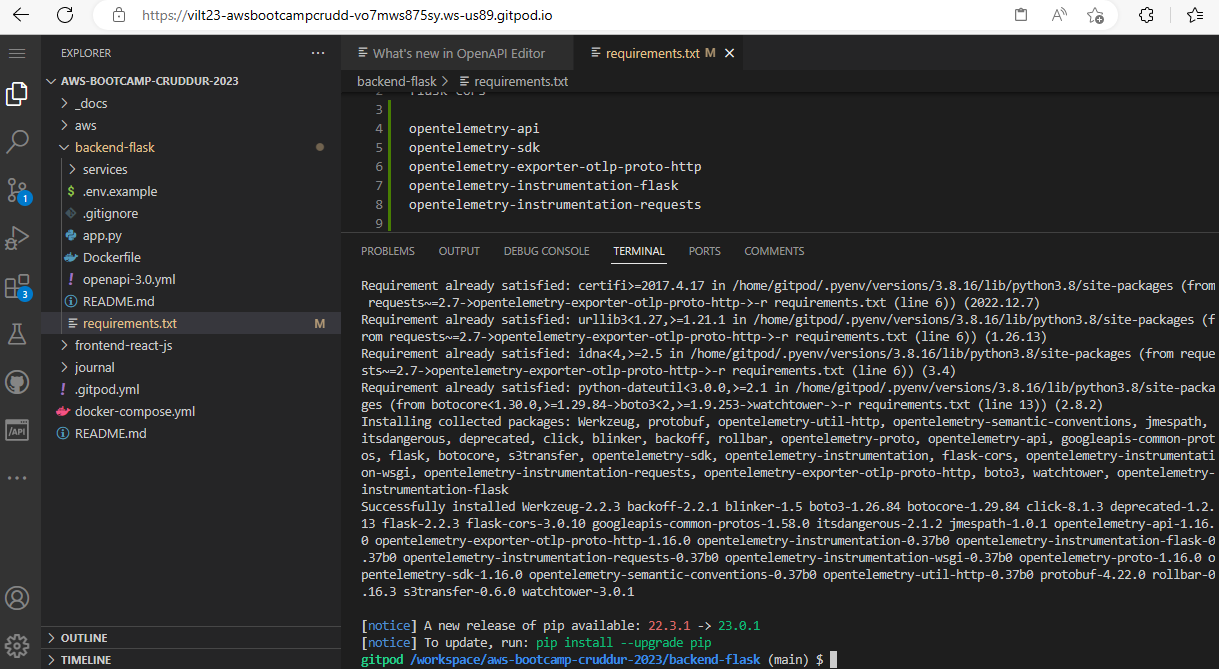 https://vilt23-awsbootcampcrudd-vo7mws875sy.ws-us89.gitpod.io
EXPLORER
AWS-BOOTCAMP-CRUDDUR-2023
_docs
aws
backend-flask
services
$ .env.example
.gitignore
app.py
Dockerfile
! openapi-3.0.yml
README.md
requirements.txt M
frontend-react-js
journal
! .gitpod.yml
docker-compose.yml
README.md
OUTLINE
TIMELINE
1
3
/API
What's new in OpenAPI Editor
requirements.txt M
backend-flask > requirements.txt
2 flask-cors
3
4 opentelemetry-api
5 opentelemetry-sdk
6 opentelemetry-exporter-otlp-proto-http
7 opentelemetry-instrumentation-flask
8 opentelemetry-instrumentation-requests
9
PROBLEMS OUTPUT DEBUG CONSOLE TERMINAL PORTS COMMENTS
Requirement already satisfied: certifi>=2017.4.17 in /home/gitpod/.pyenv/versions/3.8.16/lib/python3.8/site-packages (from
requests~=2.7->opentelemetry-exporter-otlp-proto-http->-r requirements.txt (line 6)) (2022.12.7)
Requirement already satisfied: urllib3<1.27,>=1.21.1 in /home/gitpod/.pyenv/versions/3.8.16/lib/python3.8/site-packages (f
rom requests~=2.7->opentelemetry-exporter-otlp-proto-http->-r requirements.txt (line 6)) (1.26.13)
Requirement already satisfied: idna<4,>=2.5 in /home/gitpod/.pyenv/versions/3.8.16/lib/python3.8/site-packages (from reque
sts~=2.7->opentelemetry-exporter-otlp-proto-http->-r requirements.txt (line 6)) (3.4)
Requirement already satisfied: python-dateutil<3.0.0,>=2.1 in /home/gitpod/.pyenv/versions/3.8.16/lib/python3.8/site-packa
ges (from botocore<1.30.0,>=1.29.84->boto3<2,>=1.9.253->watchtower->-r requirements.txt (line 13)) (2.8.2)
Installing collected packages: Werkzeug, protobuf, opentelemetry-util-http, opentelemetry-semantic-conventions, jmespath,
itsdangerous, deprecated, click, blinker, backoff, rollbar, opentelemetry-proto, opentelemetry-api, googleapis-common-prot
os, flask, botocore, s3transfer, opentelemetry-sdk, opentelemetry-instrumentation, flask-cors, opentelemetry-instrumentati
on-wsgi, opentelemetry-instrumentation-requests, opentelemetry-exporter-otlp-proto-http, boto3, watchtower, opentelemetry-
instrumentation-flask
Successfully installed Werkzeug-2.2.3 backoff-2.2.1 blinker-1.5 boto3-1.26.84 botocore-1.29.84 click-8.1.3 deprecated-1.2.
13 flask-2.2.3 flask-cors-3.0.10 googleapis-common-protos-1.58.0 itsdangerous-2.1.2 jmespath-1.0.1 opentelemetry-api-1.16.
0 opentelemetry-exporter-otlp-proto-http-1.16.0 opentelemetry-instrumentation-0.37b0 opentelemetry-instrumentation-flask-0
.37b0 opentelemetry-instrumentation-requests-0.37b0 opentelemetry-instrumentation-wsgi-0.37b0 opentelemetry-proto-1.16.0 o
pentelemetry-sdk-1.16.0 opentelemetry-semantic-conventions-0.37b0 opentelemetry-util-http-0.37b0 protobuf-4.22.0 rollbar-0
.16.3 s3transfer-0.6.0 watchtower-3.0.1
[notice] A new release of pip available: 22.3.1 -> 23.0.1
[notice] To update, run: pip install --upgrade pip
gitpod /workspace/aws-bootcamp-cruddur-2023/backend-flask (main) $